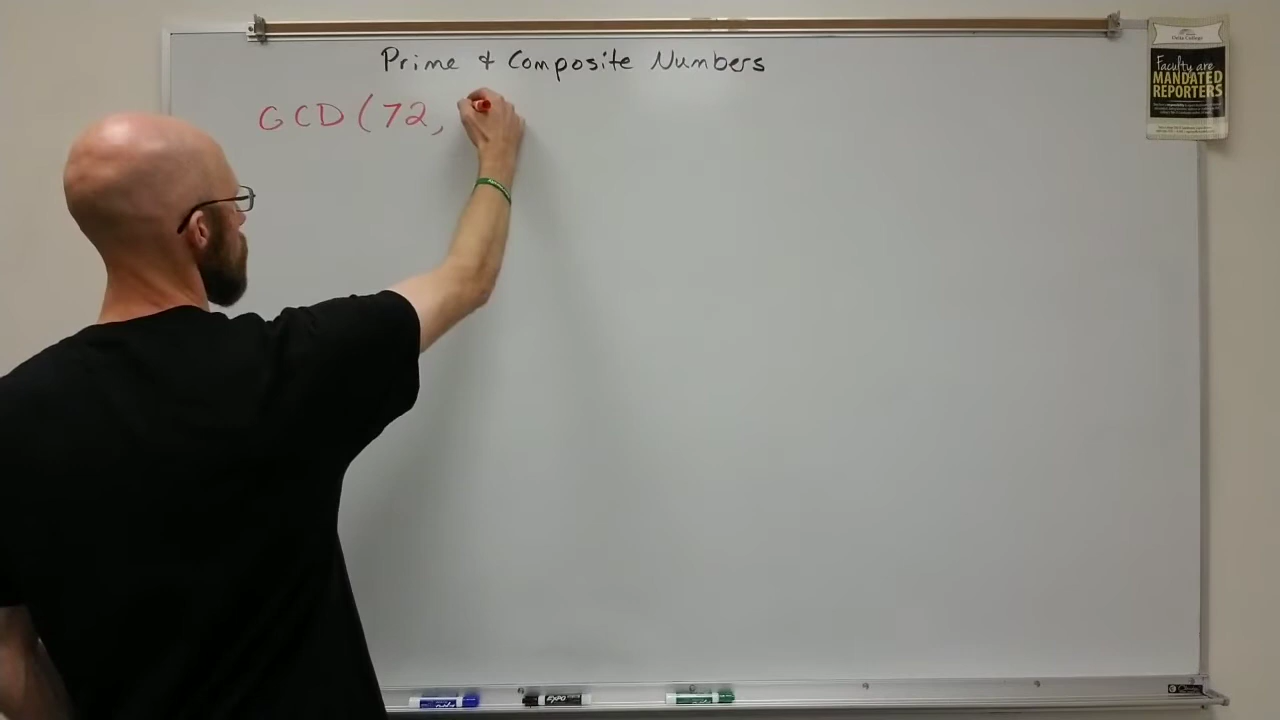 Prime & Composite Numbers
GCD (72,
Faculty are
MANDATED
REPORTERS
EXPO